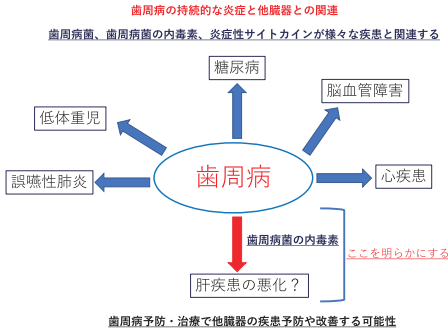 歯周病の持続的な炎症と他臓器との関連
歯周病菌、歯周病菌の内毒素、炎症性サイトカインが様々な疾患と関連する
糖尿病
脳血管障害
低体重児
誤嚥性肺炎
歯周病
心疾患
歯周病菌の内毒素
ここを明らかにする
肝疾患の悪化？
歯周病予防・治療で他臓器の疾患予防や改善する可能性